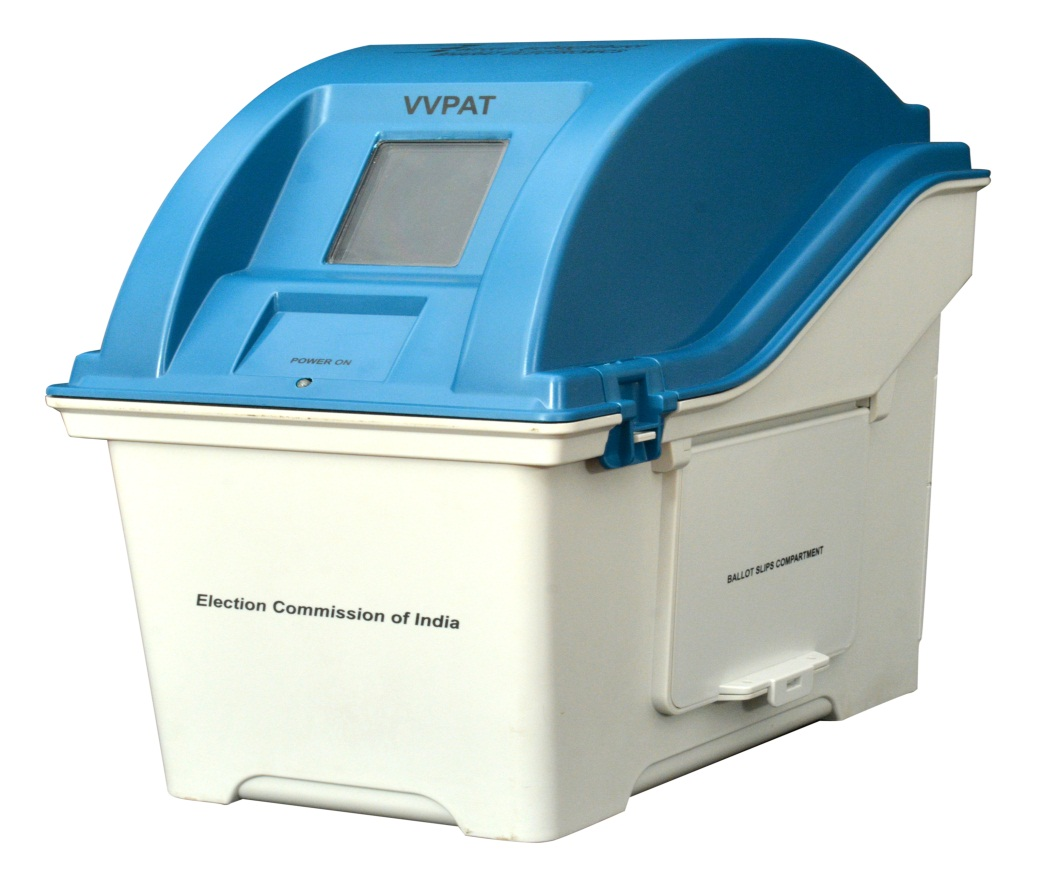 VVPAT
POWER ON
Election Commission of India
BALLOT SLIPS COMPARTMENT